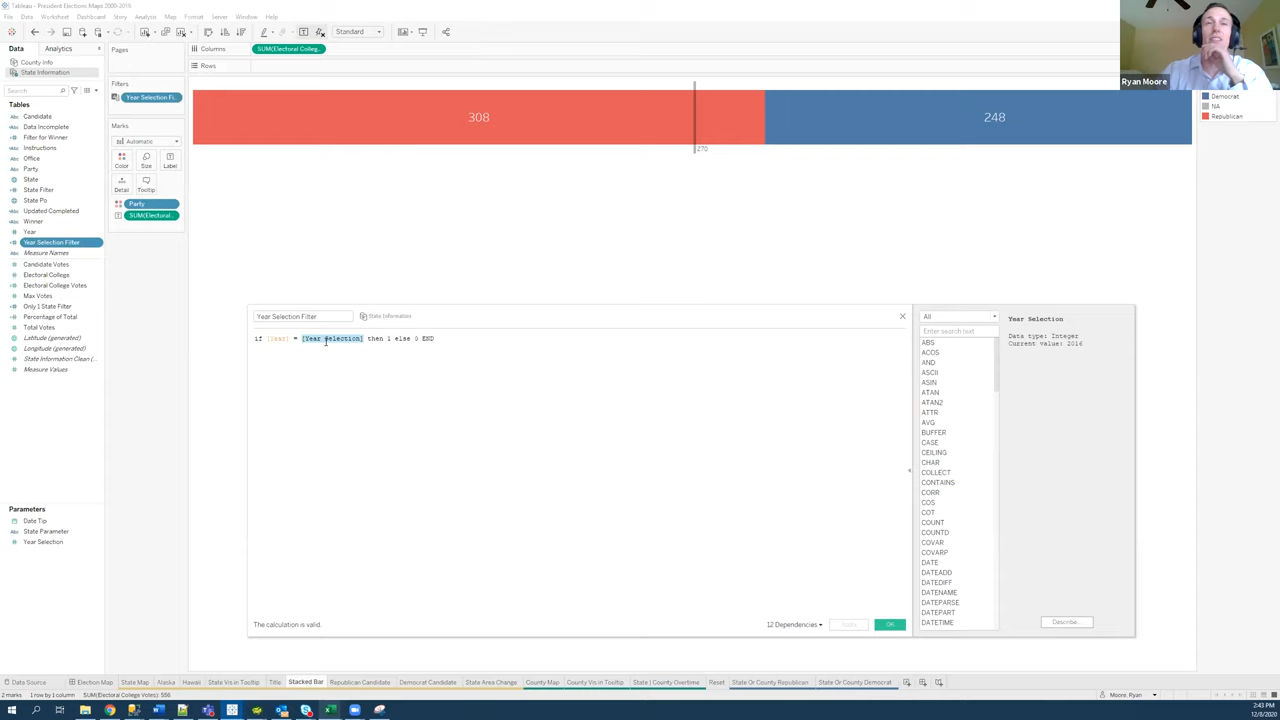 Tableau - President Elections Maps 2000-2016
File Data Worksheet Dashboard Story Analysis Map Format Server Window Help
Standard
Ryan Moore
Data Analytics
County Info
State Information
Search
Tables
Candidate
Data Incomplete
Filter for Winner
Instructions
Office
Party
State
State Filter
State Po
Updated Completed
Winner
Year
Year Selection Filter
Measure Names
Candidate Votes
Electoral College
Electoral College Votes
Max Votes
Only 1 State Filter
Percentage of Total
Total Votes
Latitude (generated)
Longitude (generated)
State Information Clean (...
Measure Values
Parameters
Date Tip
State Parameter
Year Selection
Pages
Filters
Year Selection Fi..
Marks
Automatic
Color Size Label
Detail Tooltip
Party
SUM(Electoral..
Columns SUM(Electoral Colleg..
Rows
308 248
270
Democrat
NA
Republican
Year Selection Filter State Information
if [Year] = [Year Selection] then 1 else 0 END
The calculation is valid. 12 Dependencies Apply OK
All
Enter search text
ABS
ACOS
AND
ASCII
ASIN
ATAN
ATAN2
ATTR
AVG
BUFFER
CASE
CEILING
CHAR
COLLECT
CONTAINS
CORR
COS
COT
COUNT
COUNTD
COVAR
COVARP
DATE
DATEADD
DATEDIFF
DATENAME
DATEPARSE
DATEPART
DATETIME
Year Selection
Data type: Integer
Current value: 2016
Describe...
Data Source Election Map State Map Alaska Hawaii State Vis in Tooltip Title Stacked Bar Republican Candidate Democrat Candidate State Area Change County Map County Vis in Tooltip State | County Overtime Reset State Or County Republican State Or County Democrat
2 marks 1 row by 1 column SUM(Electoral College Votes): 556 Moore, Ryan
2:43 PM
12/8/2020